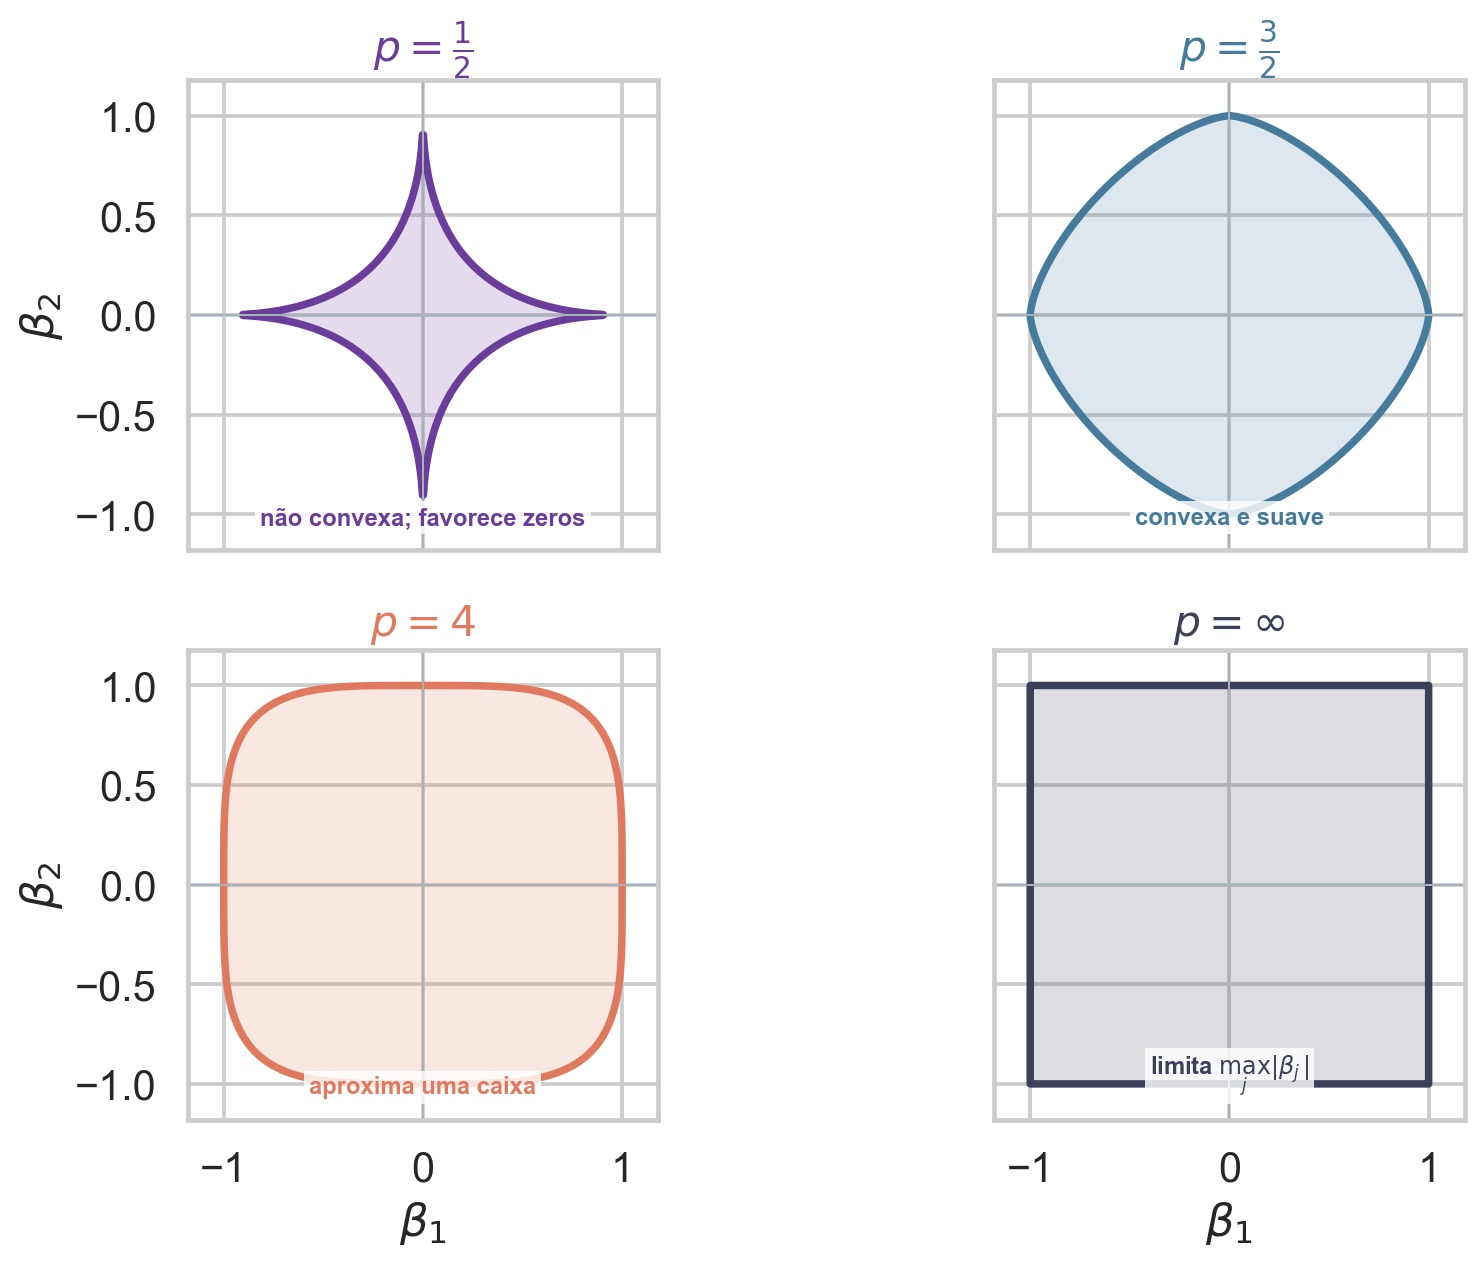 p = 1/2
p = 3/2
1.0
0.5
0.0
−0.5
−1.0
β₂
não convexa; favorece zeros
convexa e suave
p = 4
p = ∞
1.0
0.5
0.0
−0.5
−1.0
β₂
aproxima uma caixa
limita max|βⱼ|
j
−1 0 1
−1 0 1
β₁
β₁